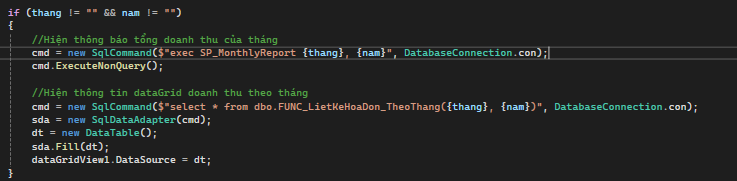 if (thang != "" && nam != "")
{
//Hiện thông báo tổng doanh thu của tháng
cmd = new SqlCommand($"exec SP_MonthlyReport {thang}, {nam}", DatabaseConnection.con);
cmd.ExecuteNonQuery();
//Hiện thông tin dataGrid doanh thu theo tháng
cmd = new SqlCommand($"select * from dbo.FUNC_LietKeHoaDon_TheoThang({thang}, {nam})", DatabaseConnection.con);
sda = new SqlDataAdapter(cmd);
dt = new DataTable();
sda.Fill(dt);
dataGridView1.DataSource = dt;
}